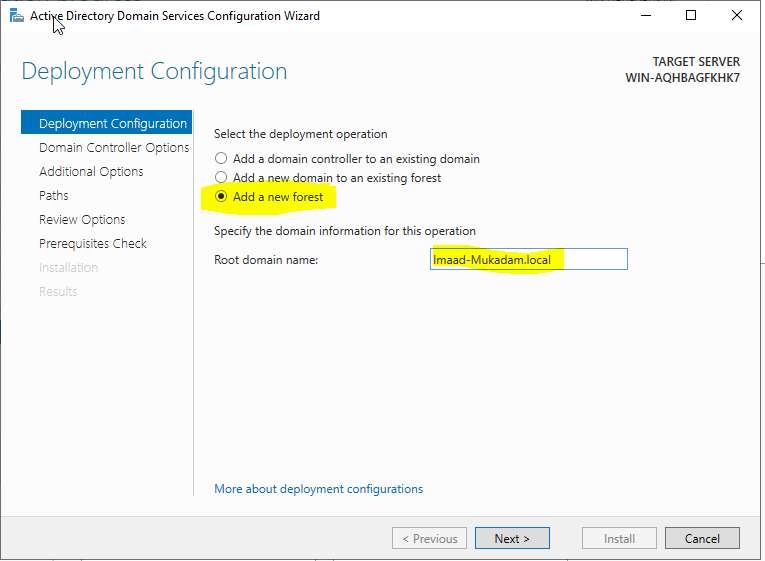 Active Directory Domain Services Configuration Wizard
Deployment Configuration
TARGET SERVER
WIN-AQHBAGFKHK7
Deployment Configuration
Domain Controller Options
Additional Options
Paths
Review Options
Prerequisites Check
Installation
Results
Select the deployment operation
Add a domain controller to an existing domain
Add a new domain to an existing forest
Add a new forest
Specify the domain information for this operation
Root domain name:
Imaad-Mukadam.local
More about deployment configurations
< Previous
Next >
Install
Cancel